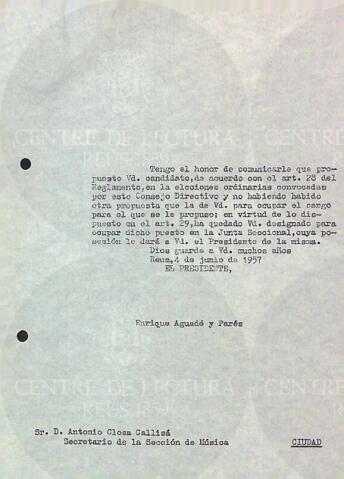 Tengo el honor de comunicarle que pro-
puesto Vd. candidato,de acuerdo con el art. 28 del
Reglamento,en la elecciones ordinarias convocadas
por este Consejo Directivo y no habiendo habido
otra propuesta que la de Vd. para ocupar el cargo
para el que se le propuso; en virtud de lo dis-
puesto en el art. 29,ha quedado Vd. designado para
ocupar dicho puesto en la Junta Seccional,cuya po-
sesión lo dará a Vd. el Presidente de la misma.
Dios guarde a Vd. muchos años
Reus,4 de junio de 1957
EL PRESIDENTE,
Enrique Aguadé y Parés
CENTRE DE LECTURA
Sr. D. Antonio Closa Callisá
Secretario de la Sección de Música CIUDAD